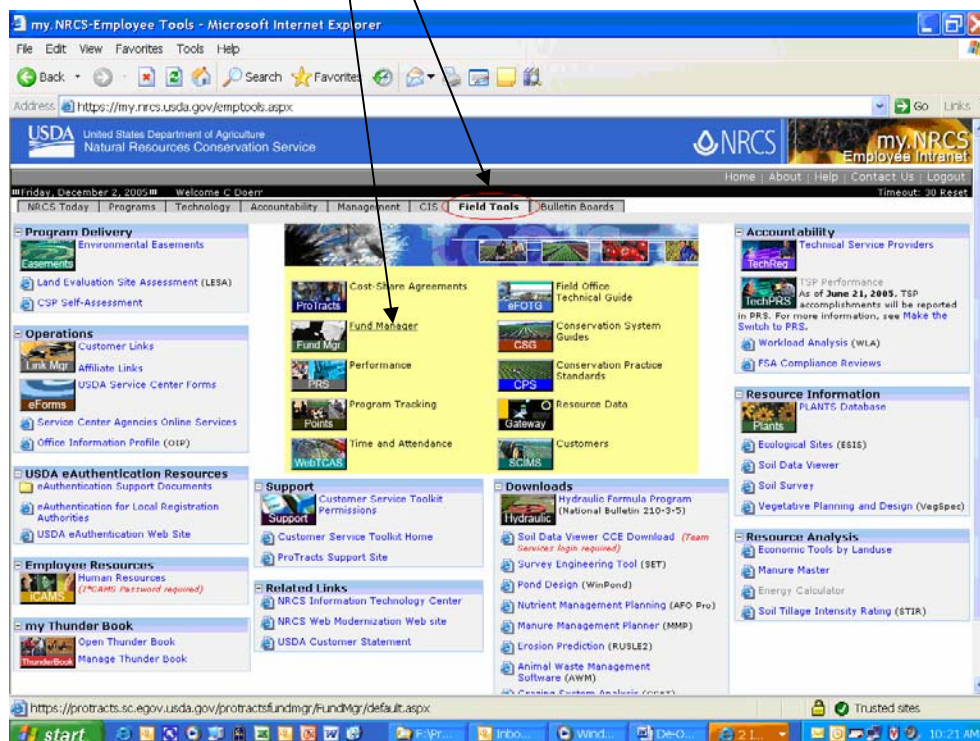 my.NRCS-Employee Tools - Microsoft Internet Explorer
File Edit View Favorites Tools Help
Back Search Favorites
Address https://my.nrcs.usda.gov/emptools.aspx Go Links
USDA United States Department of Agriculture
Natural Resources Conservation Service
NRCS my.NRCS
Employee Intranet
Home | About | Help | Contact Us | Logout
Friday, December 2, 2005 Welcome C Doerr Timeout: 30 Reset
NRCS Today Programs Technology Accountability Management CIS Field Tools Bulletin Boards
Program Delivery
Easements
Environmental Easements
Land Evaluation Site Assessment (LESA)
CSP Self-Assessment
Operations
Link Mgr
Customer Links
Affiliate Links
eForms
USDA Service Center Forms
Service Center Agencies Online Services
Office Information Profile (OIP)
USDA eAuthentication Resources
eAuthentication Support Documents
eAuthentication for Local Registration
Authorities
USDA eAuthentication Web Site
Employee Resources
iCAMS
Human Resources
(I*CAMS Password required)
my Thunder Book
ThunderBook
Open Thunder Book
Manage Thunder Book
tools
ProTracts Cost-Share Agreements
Fund Mgr Fund Manager
PRS Performance
Points Program Tracking
WebTCAS Time and Attendance
eFOTG Field Office
Technical Guide
CSG Conservation System
Guides
CPS Conservation Practice
Standards
Gateway Resource Data
SCIMS Customers
Support
Support
Customer Service Toolkit
Permissions
Customer Service Toolkit Home
ProTracts Support Site
Related Links
NRCS Information Technology Center
NRCS Web Modernization Web site
USDA Customer Statement
Downloads
Hydraulic
Hydraulic Formula Program
(National Bulletin 210-3-5)
Soil Data Viewer CCE Download (Team
Services login required)
Survey Engineering Tool (SET)
Pond Design (WinPond)
Nutrient Management Planning (AFO Pro)
Manure Management Planner (MMP)
Erosion Prediction (RUSLE2)
Animal Waste Management
Software (AWM)
Grazing System Analysis
Accountability
TechReg
Technical Service Providers
TechPRS
TSP Performance
As of June 21, 2005, TSP
accomplishments will be reported
in PRS. For more information, see Make the
Switch to PRS.
Workload Analysis (WLA)
FSA Compliance Reviews
Resource Information
Plants
PLANTS Database
Ecological Sites (ESIS)
Soil Data Viewer
Soil Survey
Vegetative Planning and Design (VegSpec)
Resource Analysis
Economic Tools by Landuse
Manure Master
Energy Calculator
Soil Tillage Intensity Rating (STIR)
https://protracts.sc.egov.usda.gov/protractsfundmgr/FundMgr/default.aspx Trusted sites
start F:\Pr... Inbo... Wind... De-O... 2 I... 10:21 AM